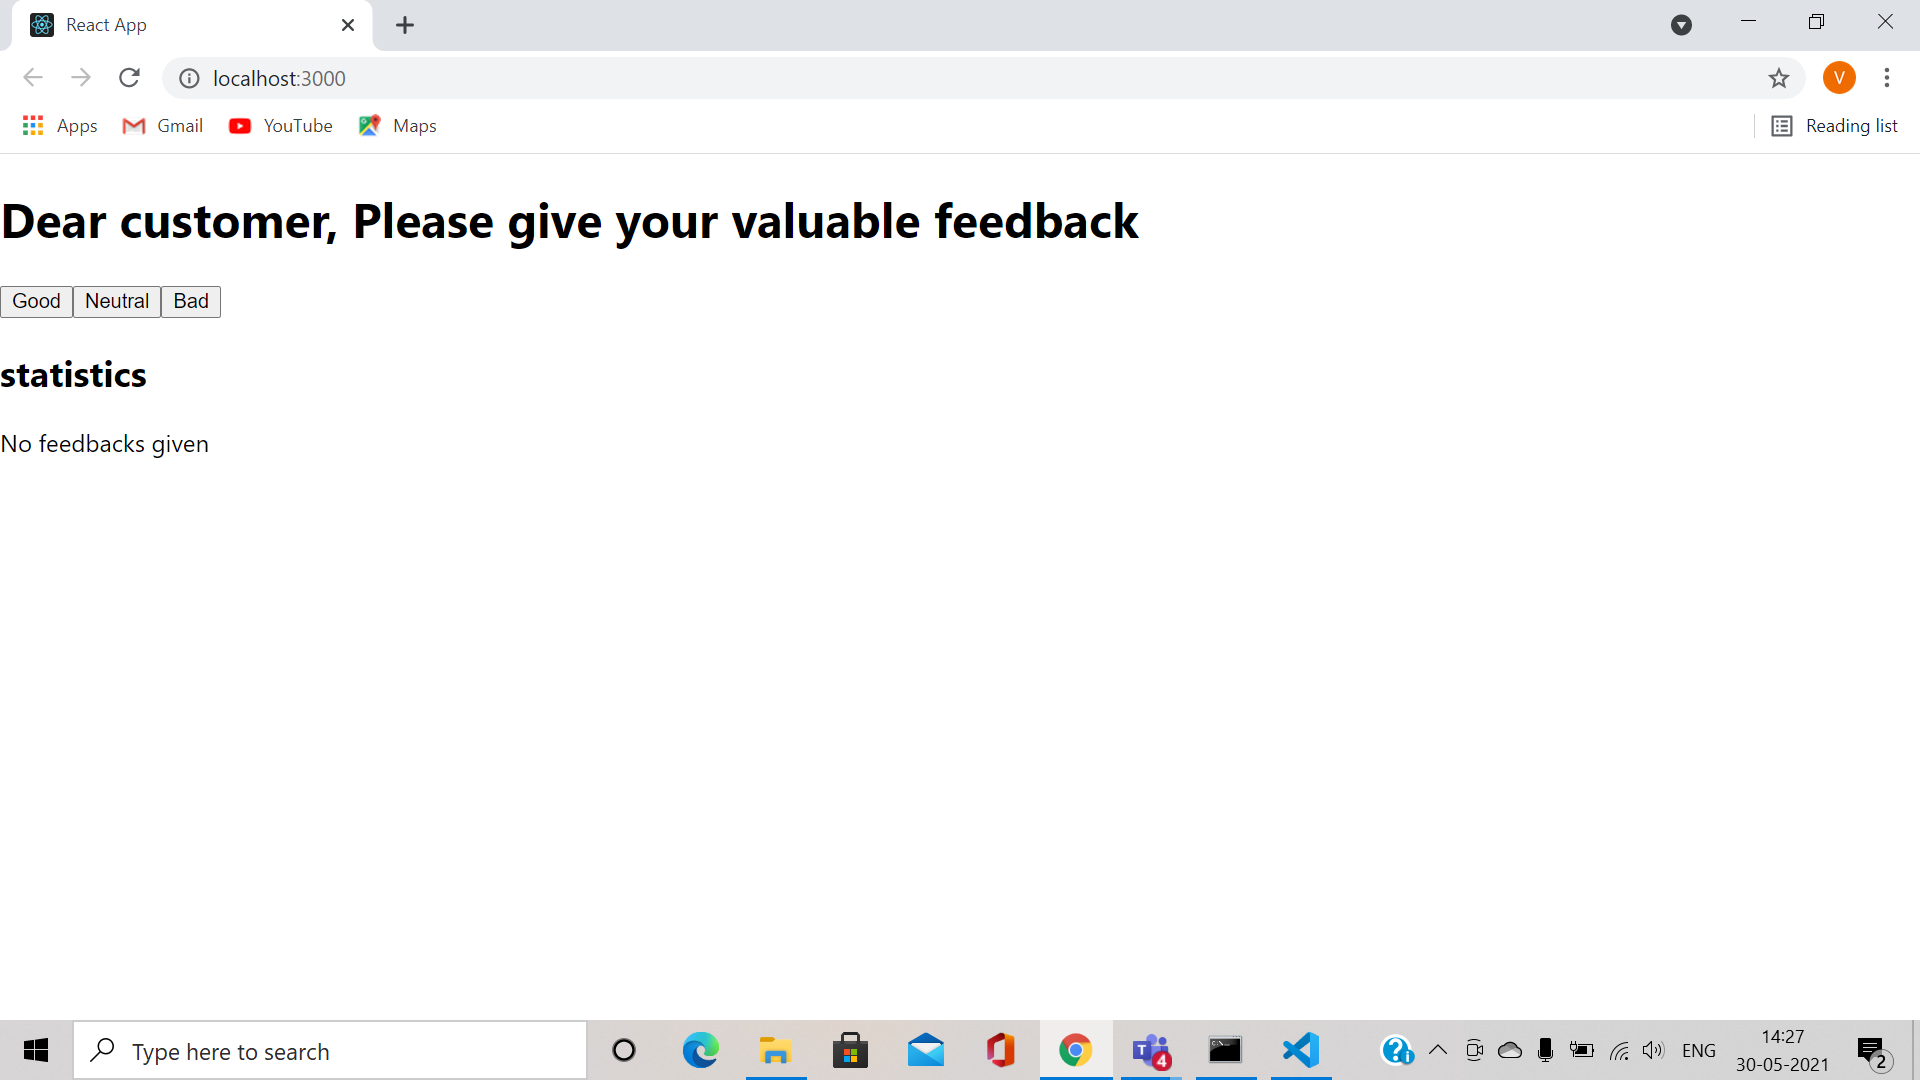 React App
localhost:3000
V
Apps Gmail YouTube Maps Reading list
Dear customer, Please give your valuable feedback
Good Neutral Bad
statistics
No feedbacks given
Type here to search
T 4
C:\_
ENG
14:27
30-05-2021
2